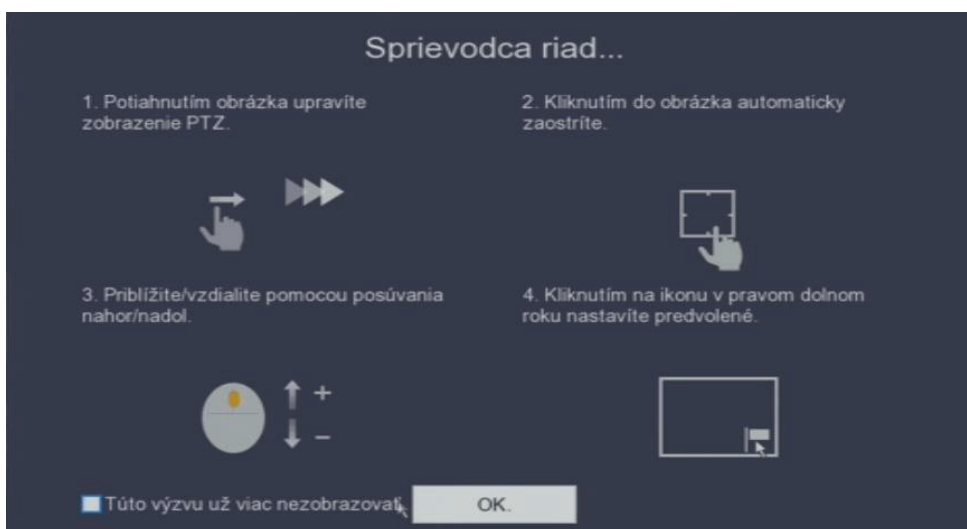 Sprievodca riad...
1. Potiahnutím obrázka upravíte
zobrazenie PTZ.
2. Kliknutím do obrázka automaticky
zaostríte.
3. Priblížite/vzdialite pomocou posúvania
nahor/nadol.
4. Kliknutím na ikonu v pravom dolnom
roku nastavíte predvolené.
Túto výzvu už viac nezobrazovať
OK.